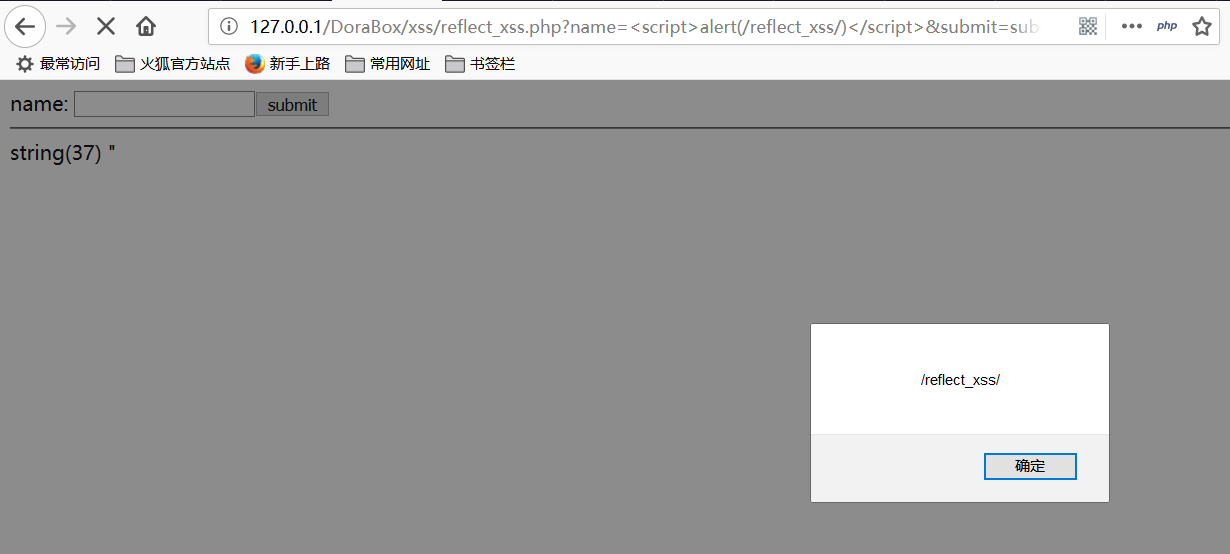 127.0.0.1/DoraBox/xss/reflect_xss.php?name=<script>alert(/reflect_xss/)</script>&submit=sub
php
最常访问 火狐官方站点 新手上路 常用网址 书签栏
name: submit
string(37) "
/reflect_xss/
确定